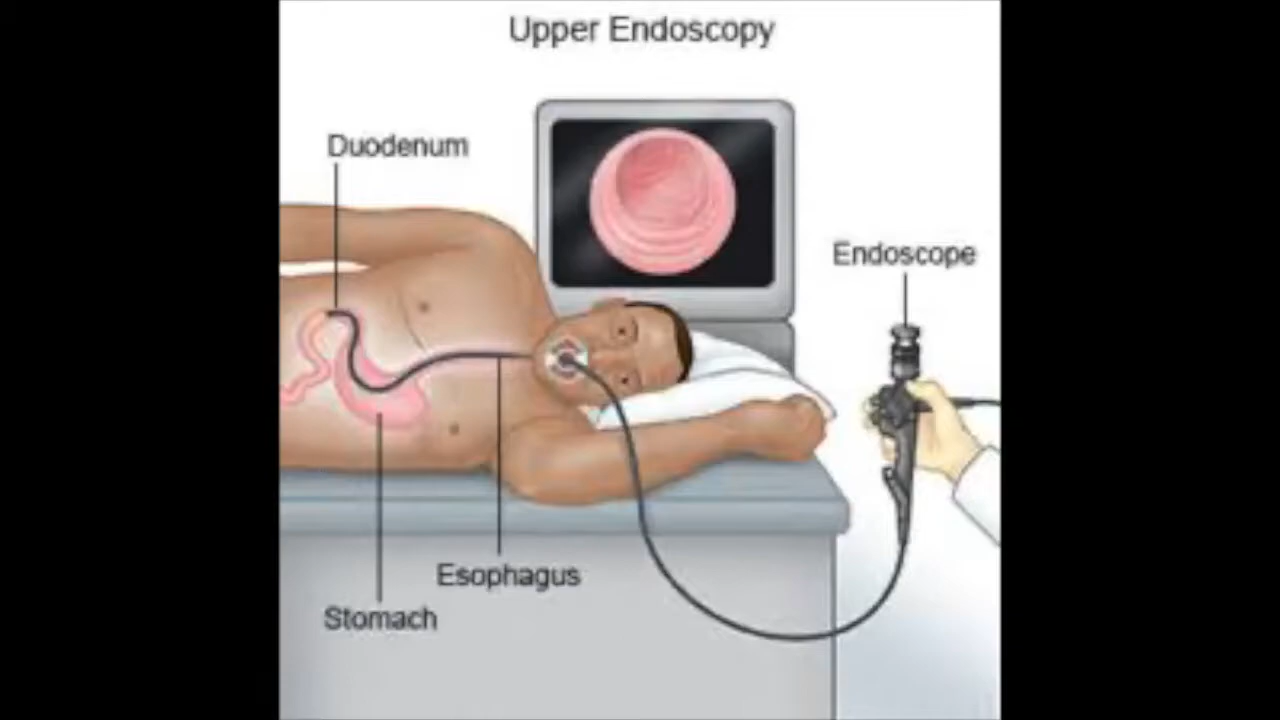 Upper Endoscopy
Duodenum
Endoscope
Esophagus
Stomach